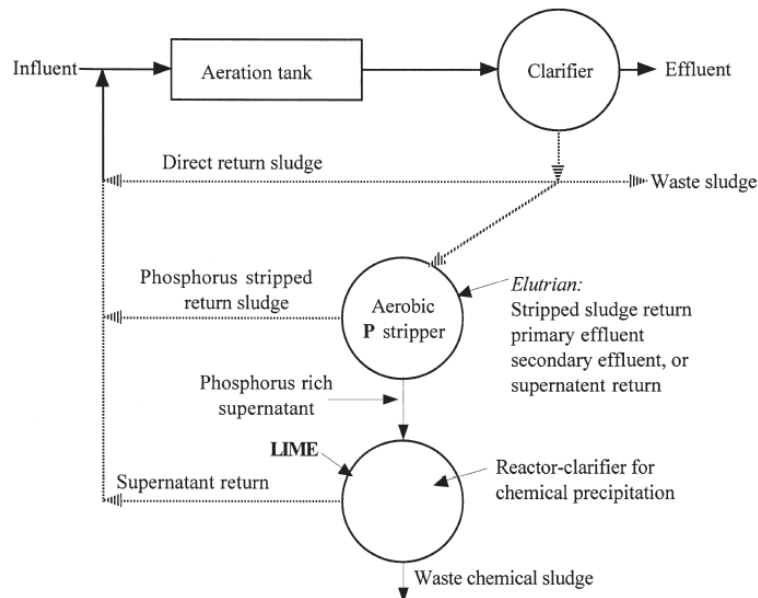 Influent
Aeration tank
Clarifier
Effluent
Direct return sludge
Waste sludge
Phosphorus stripped
return sludge
Aerobic
P stripper
Elutrian:
Stripped sludge return
primary effluent
secondary effluent, or
supernatent return
Phosphorus rich
supernatant
LIME
Supernatant return
Reactor-clarifier for
chemical precipitation
Waste chemical sludge